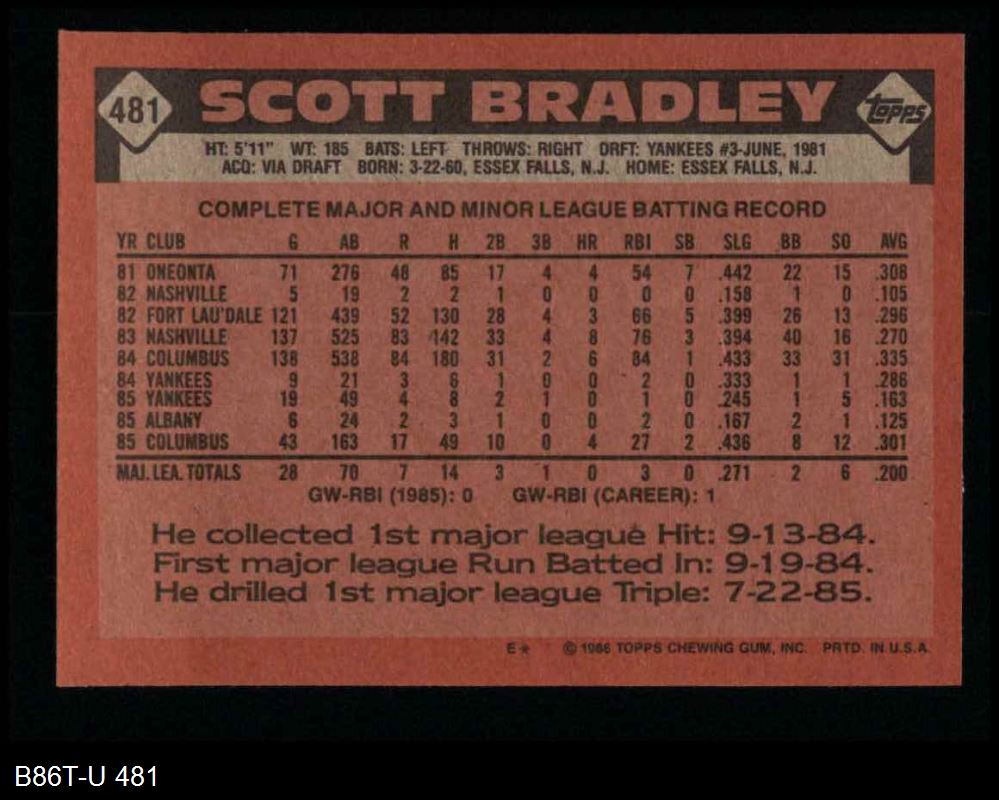 481 SCOTT BRADLEY topps
HT: 5'11" WT: 185 BATS: LEFT THROWS: RIGHT DRFT: YANKEES #3-JUNE, 1981
ACQ: VIA DRAFT BORN: 3-22-60, ESSEX FALLS, N.J. HOME: ESSEX FALLS, N.J.
COMPLETE MAJOR AND MINOR LEAGUE BATTING RECORD
YR CLUB G AB R H 2B 3B HR RBI SB SLG BB SO AVG
81 ONEONTA 71 276 48 85 17 4 4 54 7 .442 22 15 .308
82 NASHVILLE 5 19 2 2 1 0 0 0 0 .158 1 0 .105
82 FORT LAU'DALE 121 439 52 130 28 4 3 66 5 .399 26 13 .296
83 NASHVILLE 137 525 83 142 33 4 8 76 3 .394 40 16 .270
84 COLUMBUS 138 538 84 180 31 2 6 84 1 .433 33 31 .335
84 YANKEES 9 21 3 6 1 0 0 2 0 .333 1 1 .286
85 YANKEES 19 49 4 8 2 1 0 1 0 .245 1 5 .163
85 ALBANY 6 24 2 3 1 0 0 2 0 .167 2 1 .125
85 COLUMBUS 43 163 17 49 10 0 4 27 2 .436 8 12 .301
MAJ. LEA. TOTALS 28 70 7 14 3 1 0 3 0 .271 2 6 .200
GW-RBI (1985): 0 GW-RBI (CAREER): 1
He collected 1st major league Hit: 9-13-84.
First major league Run Batted In: 9-19-84.
He drilled 1st major league Triple: 7-22-85.
E* © 1986 TOPPS CHEWING GUM, INC. PRTD. IN U.S.A.
B86T-U 481